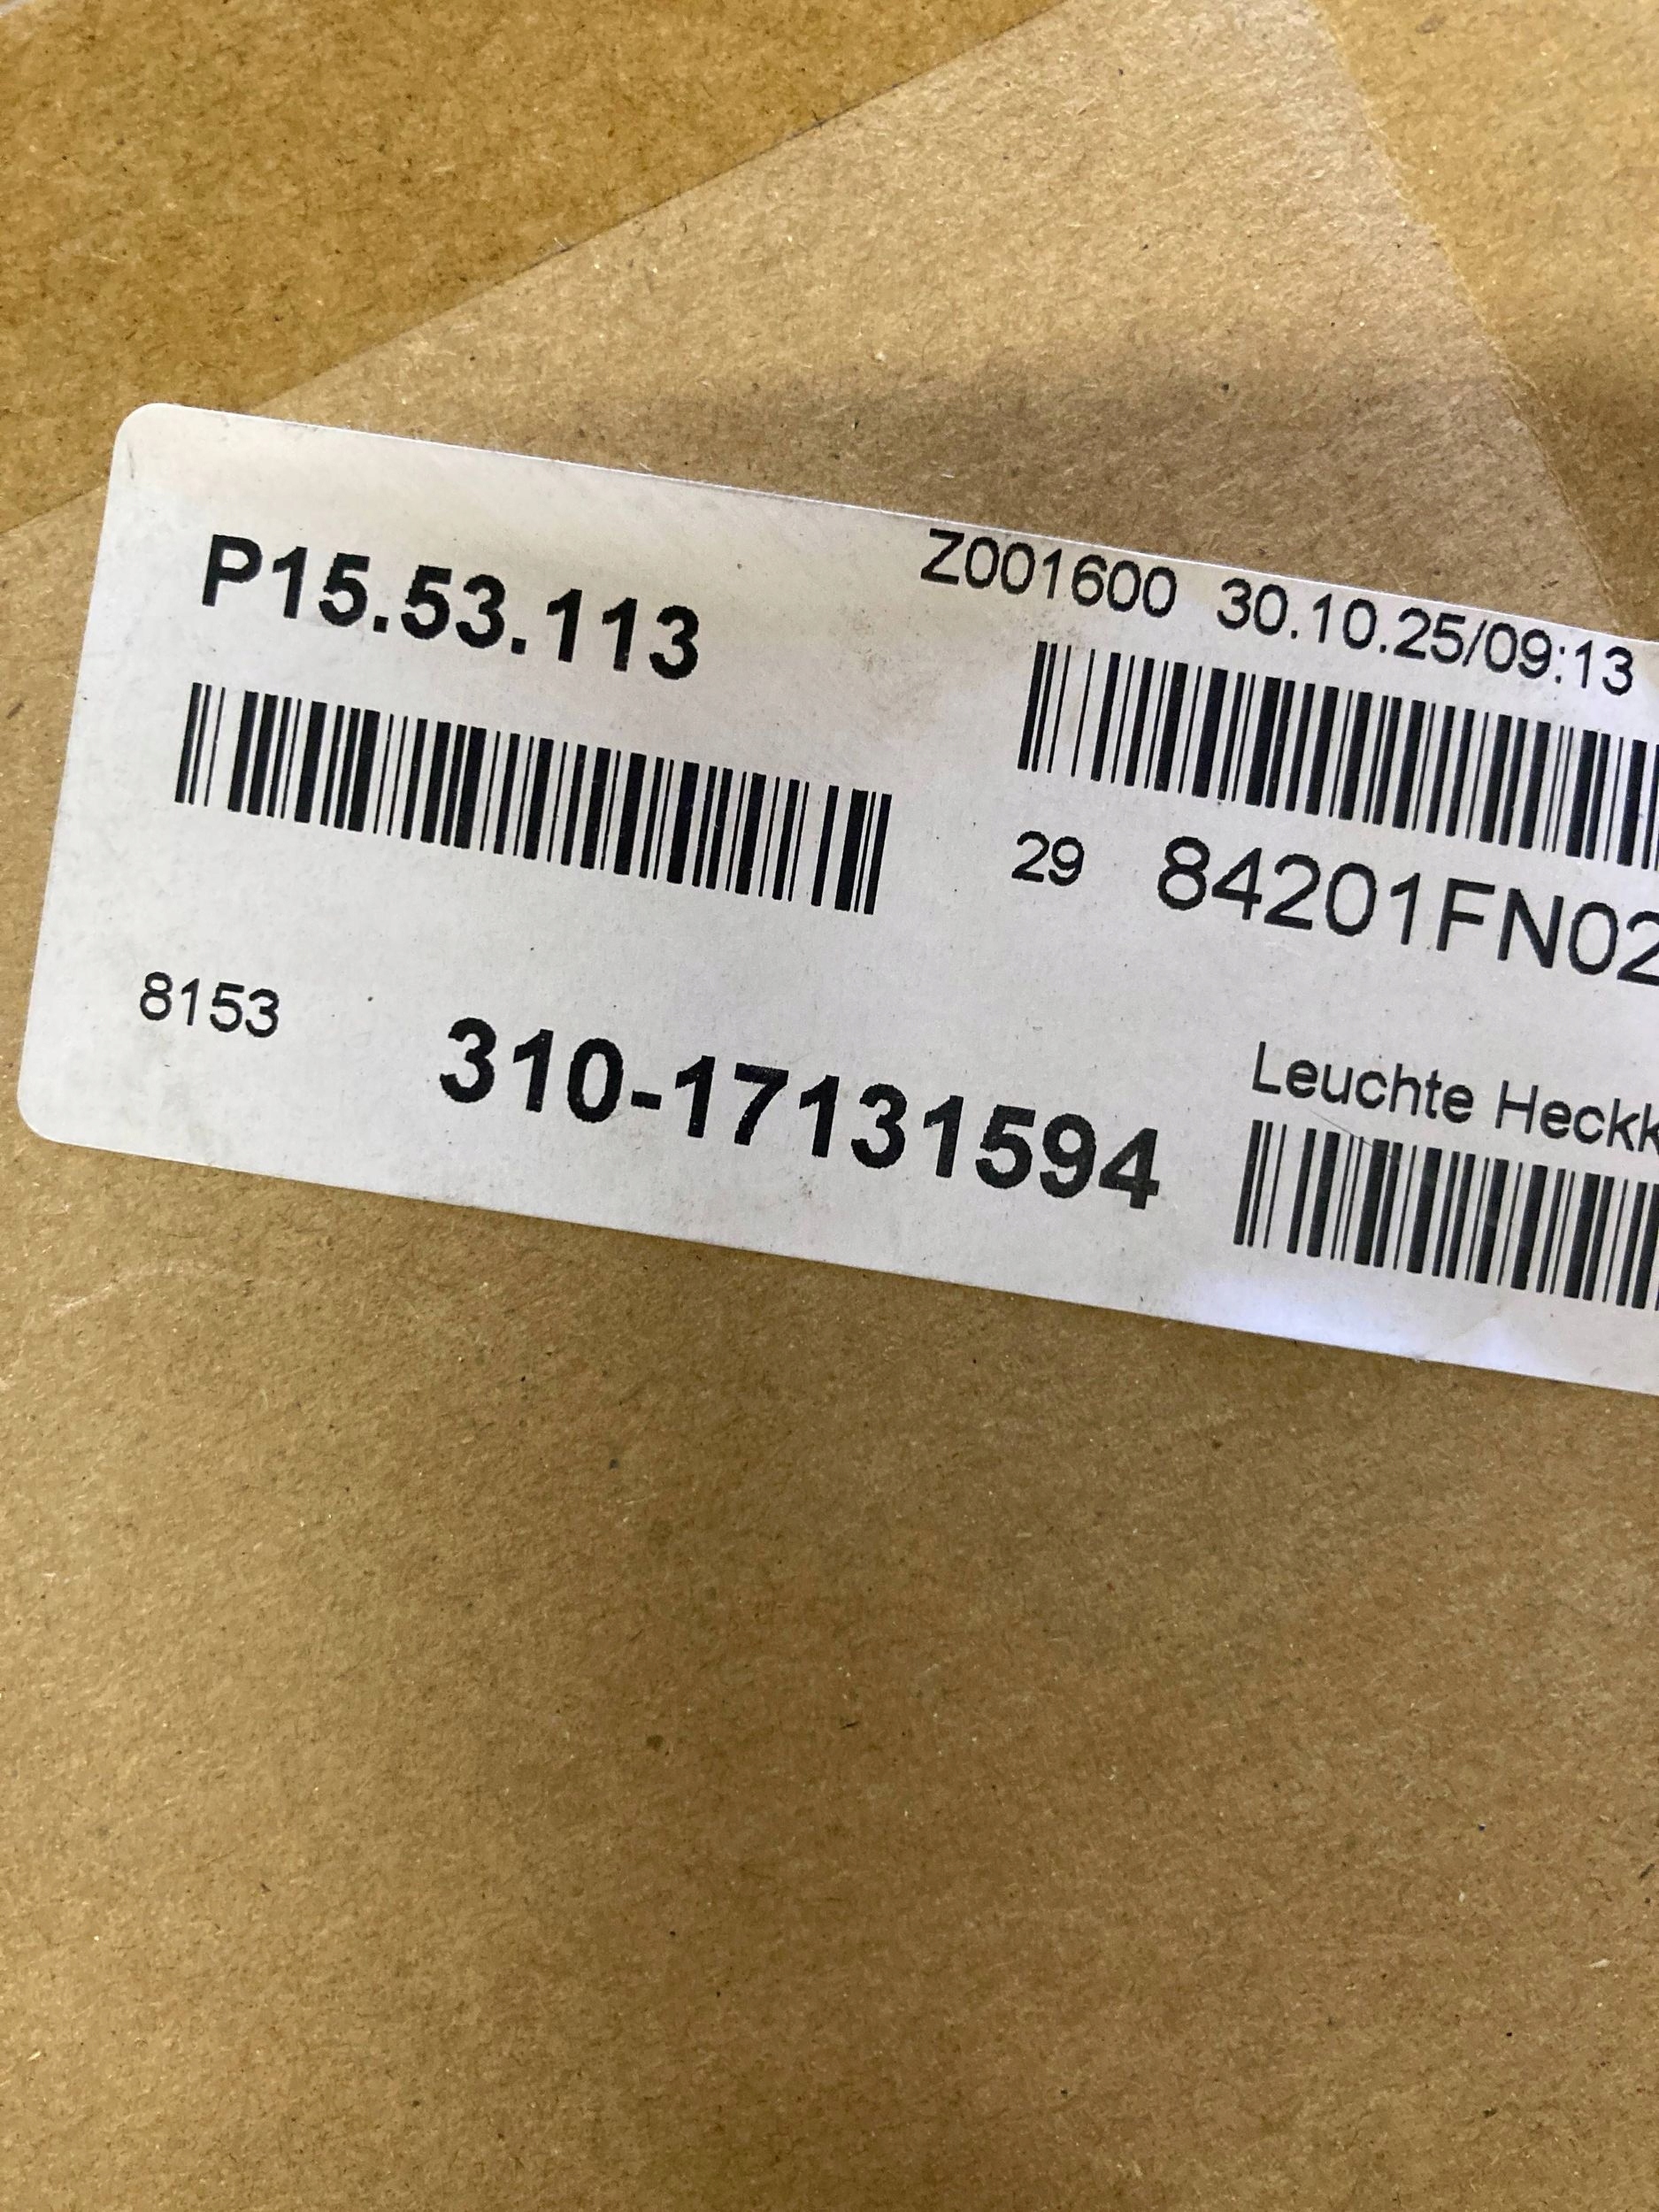 P15.53.113
Z001600 30.10.25/09:13
29 84201FN02
8153
310-17131594
Leuchte Heckk